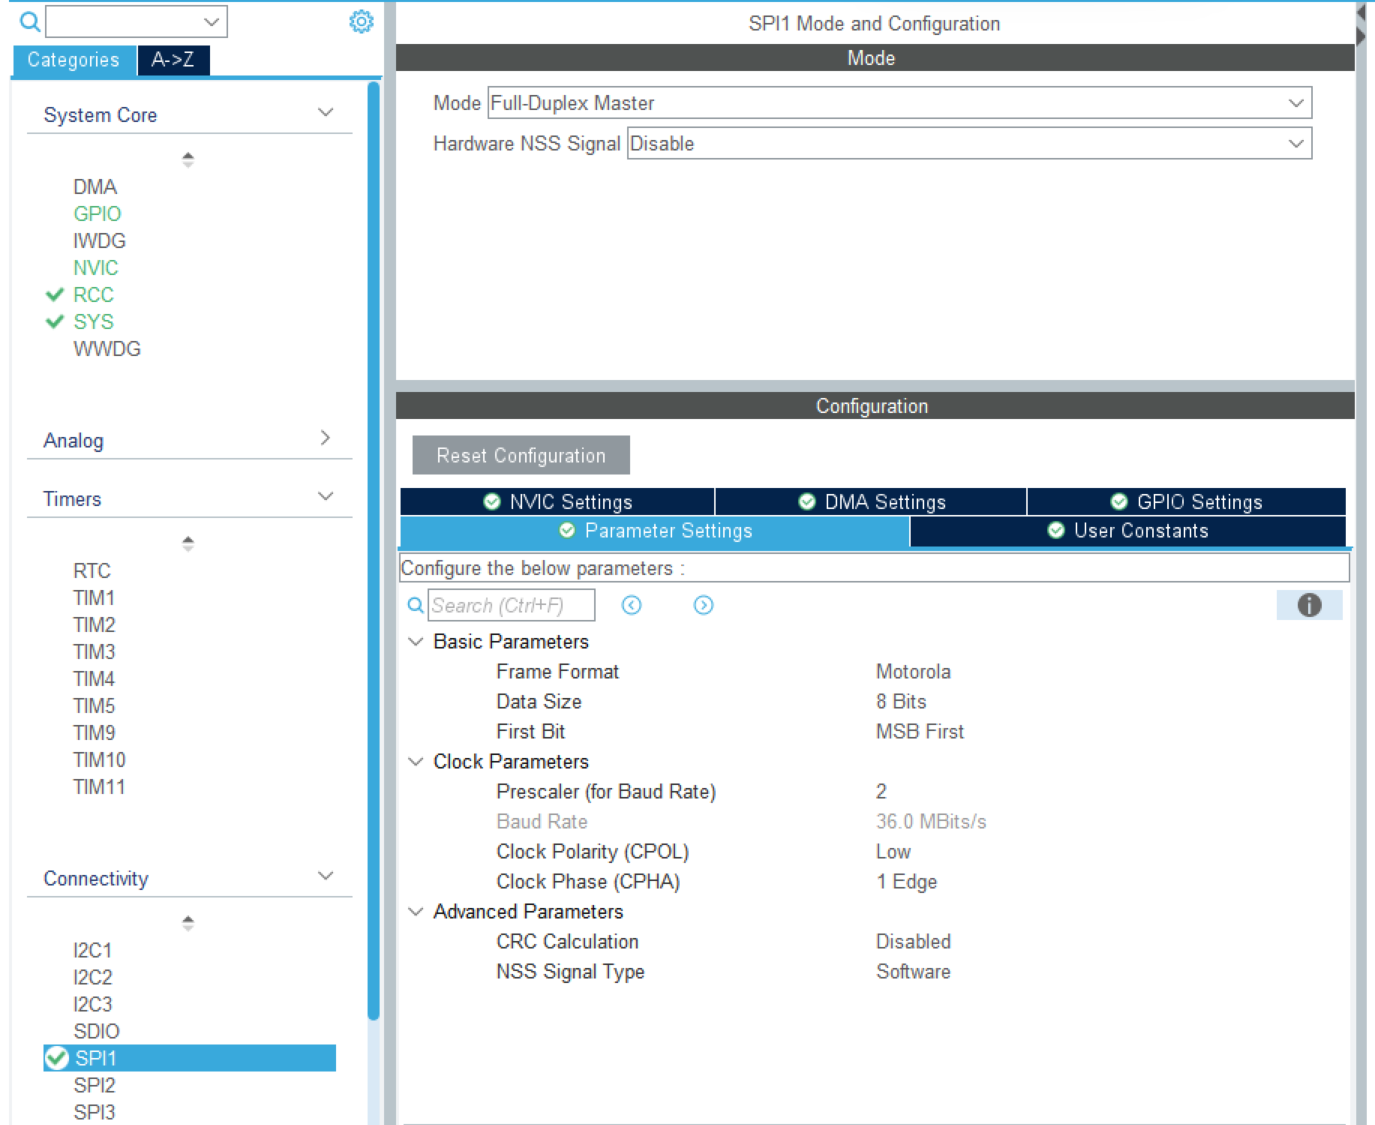 Categories
A->Z
System Core
DMA
GPIO
IWDG
NVIC
RCC
SYS
WWDG
Analog
Timers
RTC
TIM1
TIM2
TIM3
TIM4
TIM5
TIM9
TIM10
TIM11
Connectivity
I2C1
I2C2
I2C3
SDIO
SPI1
SPI2
SPI3
SPI1 Mode and Configuration
Mode
Mode Full-Duplex Master
Hardware NSS Signal Disable
Configuration
Reset Configuration
NVIC Settings
DMA Settings
GPIO Settings
Parameter Settings
User Constants
Configure the below parameters :
Search (Ctrl+F)
Basic Parameters
Frame Format Motorola
Data Size 8 Bits
First Bit MSB First
Clock Parameters
Prescaler (for Baud Rate) 2
Baud Rate 36.0 MBits/s
Clock Polarity (CPOL) Low
Clock Phase (CPHA) 1 Edge
Advanced Parameters
CRC Calculation Disabled
NSS Signal Type Software